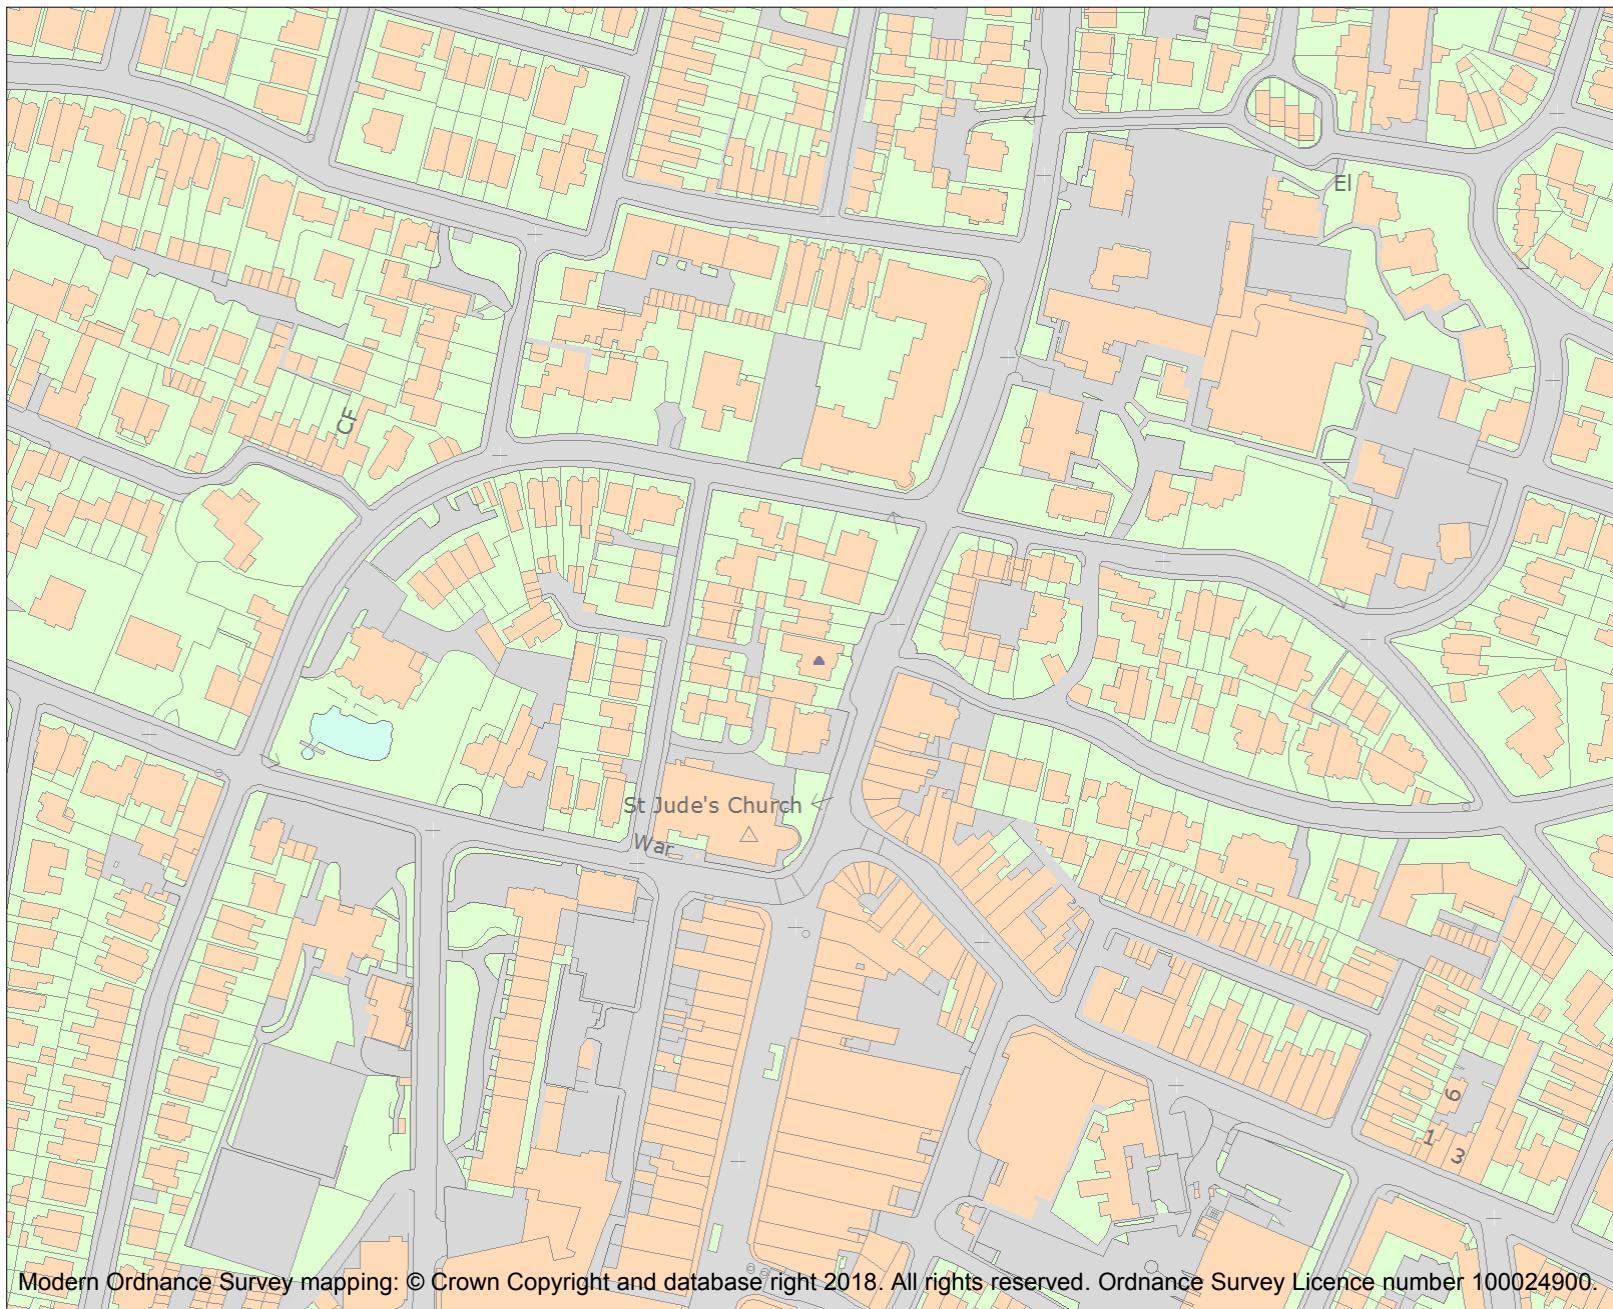 El
CF
St Jude's Church
War
6
1
3
Modern Ordnance Survey mapping: © Crown Copyright and database right 2018. All rights reserved. Ordnance Survey Licence number 100024900.